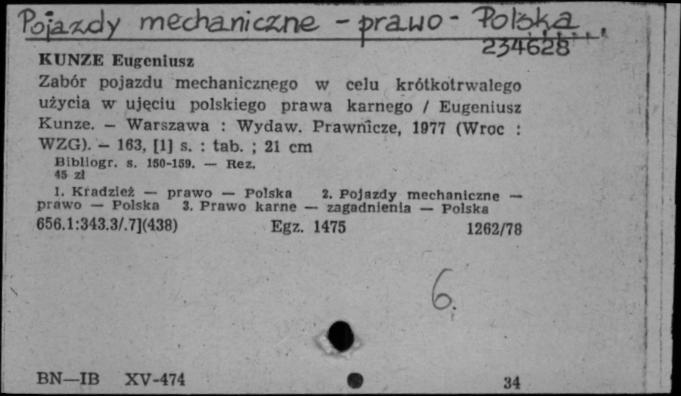 Pojazdy mechaniczne - prawo - Polska
234628
KUNZE Eugeniusz
Zabór pojazdu mechanicznego w celu krótkotrwałego
użycia w ujęciu polskiego prawa karnego / Eugeniusz
Kunze. — Warszawa : Wydaw. Prawnicze, 1977 (Wroc :
WZG). — 163, [1] s. : tab. ; 21 cm
Bibliogr. s. 150-159. — Rez.
45 zł
1. Kradzież — prawo — Polska 2. Pojazdy mechaniczne —
prawo — Polska 3. Prawo karne — zagadnienia — Polska
656.1:343.3/.7](438) Egz. 1475 1262/78
6.
BN—IB XV-474 34